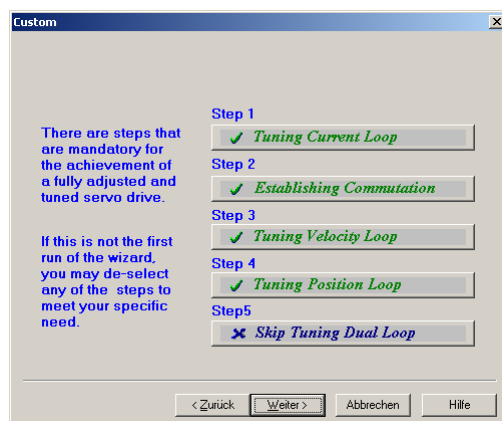 Custom
There are steps that
are mandatory for
the achievement of
a fully adjusted and
tuned servo drive.
If this is not the first
run of the wizard,
you may de-select
any of the steps to
meet your specific
need.
Step 1
Tuning Current Loop
Step 2
Establishing Commutation
Step 3
Tuning Velocity Loop
Step 4
Tuning Position Loop
Step5
Skip Tuning Dual Loop
< Zurück
Weiter >
Abbrechen
Hilfe